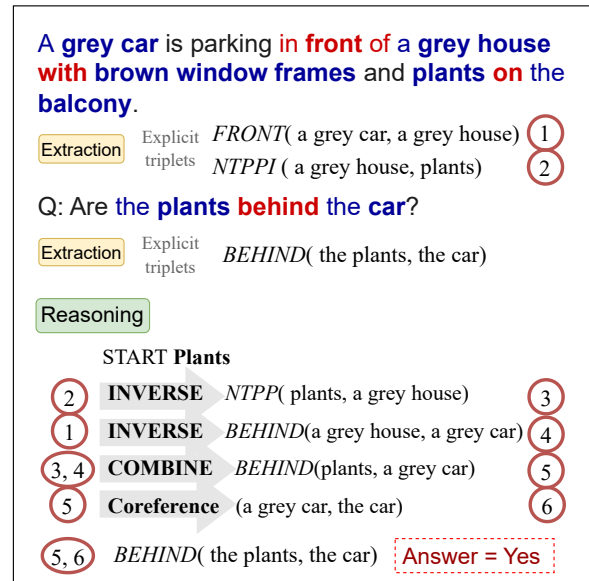 A grey car is parking in front of a grey house
with brown window frames and plants on the
balcony.
Extraction Explicit triplets FRONT( a grey car, a grey house) 1
NTPPI ( a grey house, plants) 2
Q: Are the plants behind the car?
Extraction Explicit triplets BEHIND( the plants, the car)
Reasoning
START Plants
2 INVERSE NTPP( plants, a grey house) 3
1 INVERSE BEHIND(a grey house, a grey car) 4
3, 4 COMBINE BEHIND(plants, a grey car) 5
5 Coreference (a grey car, the car) 6
5, 6 BEHIND( the plants, the car) Answer = Yes